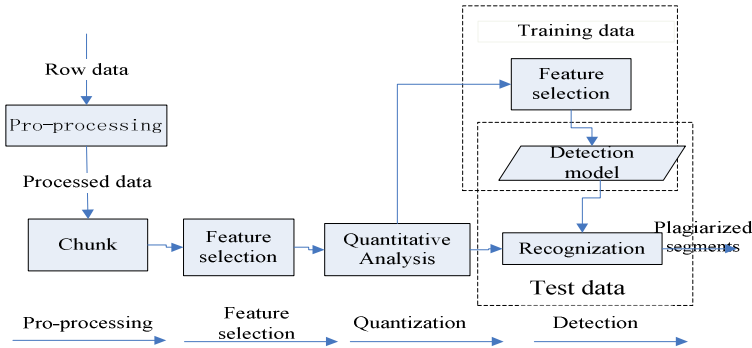 Training data
Row data
Feature
selection
Pro-processing
Detection
model
Processed data
Chunk
Feature
selection
Quantitative
Analysis
Recognization
Plagiarized
segments
Test data
Pro-processing
Feature
selection
Quantization
Detection